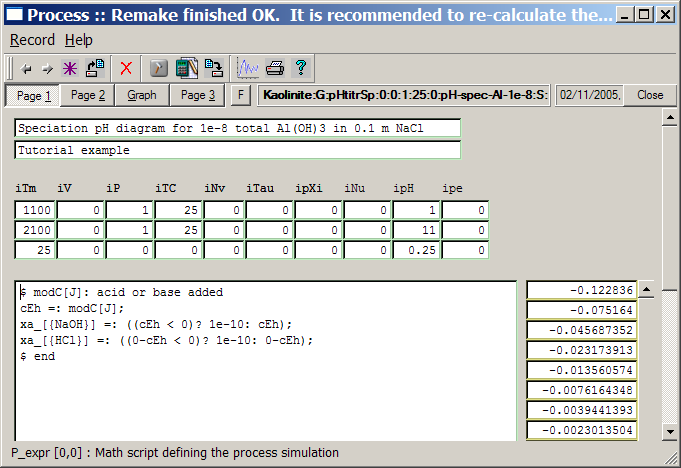 Process :: Remake finished OK. It is recommended to re-calculate the...
Record Help
Page 1 Page 2 Graph Page 3 F Kaolinite:G:pHtitrSp:0:0:1:25:0:pH-spec-Al-1e-8:S: 02/11/2005, Close
Speciation pH diagram for 1e-8 total Al(OH)3 in 0.1 m NaCl
Tutorial example
iTm iV iP iTC iNv iTau ipXi iNu ipH ipe
1100 0 1 25 0 0 0 0 1 0
2100 0 1 25 0 0 0 0 11 0
25 0 0 0 0 0 0 0 0.25 0
$ modC[J]: acid or base added
cEh =: modC[J];
xa_[{NaOH}] =: ((cEh < 0)? 1e-10: cEh);
xa_[{HCl}] =: ((0-cEh < 0)? 1e-10: 0-cEh);
$ end
-0.122836
-0.075164
-0.045687352
-0.023173913
-0.013560574
-0.0076164348
-0.0039441393
-0.0023013504
P_expr [0,0] : Math script defining the process simulation